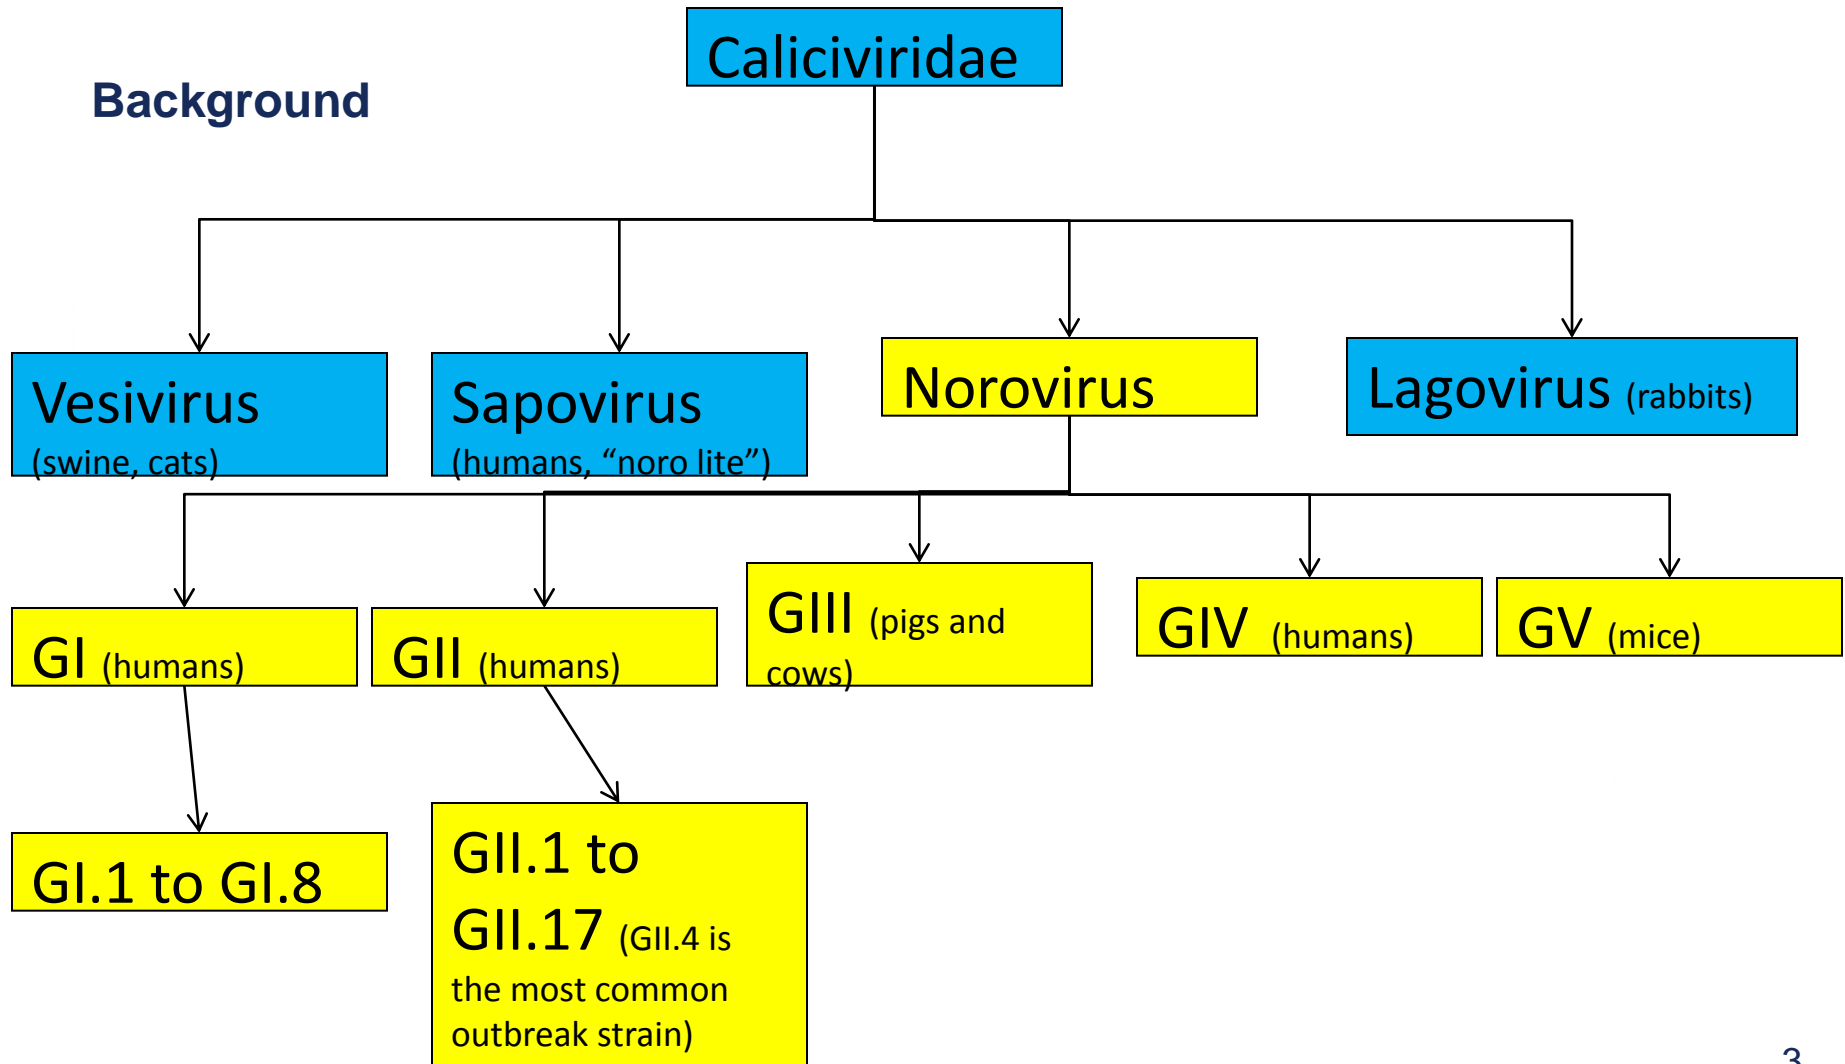 Caliciviridae
Background
Vesivirus
(swine, cats)
Sapovirus
(humans, “noro lite”)
Norovirus
Lagovirus (rabbits)
GI (humans)
GII (humans)
GIII (pigs and
cows)
GIV (humans)
GV (mice)
GI.1 to GI.8
GII.1 to
GII.17 (GII.4 is
the most common
outbreak strain)
3